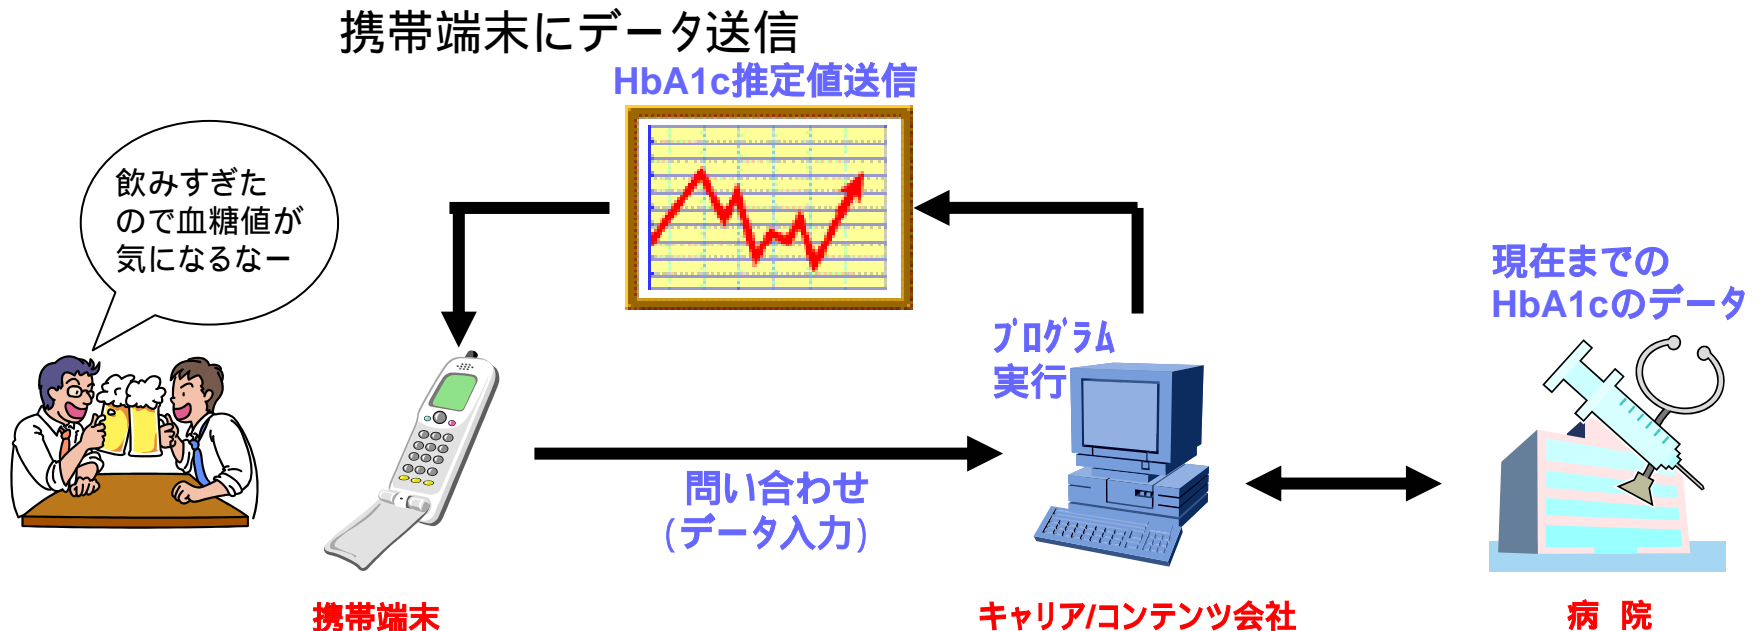 携帯端末にデータ送信
HbA1c推定値送信
飲みすぎた
ので血糖値が
気になるなー
現在までの
HbA1cのデータ
ﾌﾟﾛｸﾞﾗﾑ
実行
問い合わせ
(データ入力)
携帯端末
キャリア/コンテンツ会社
病　院